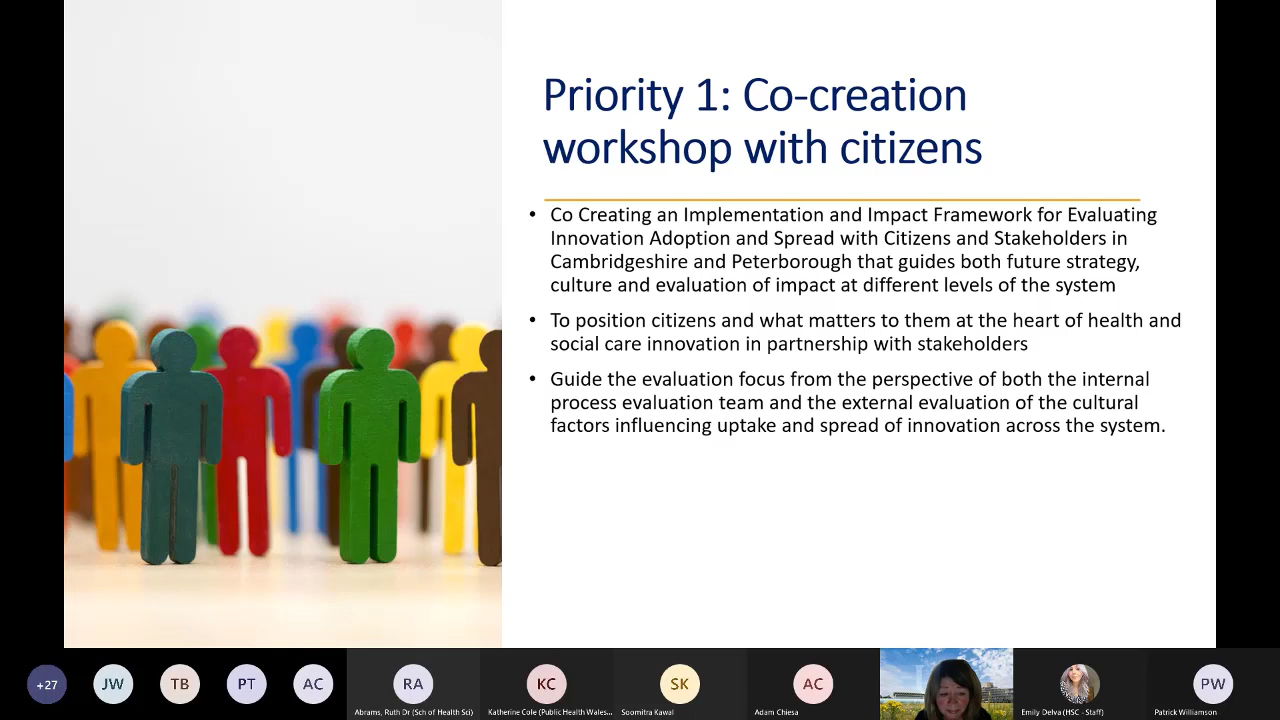 Priority 1: Co-creation
workshop with citizens
• Co Creating an Implementation and Impact Framework for Evaluating
Innovation Adoption and Spread with Citizens and Stakeholders in
Cambridgeshire and Peterborough that guides both future strategy,
culture and evaluation of impact at different levels of the system
• To position citizens and what matters to them at the heart of health and
social care innovation in partnership with stakeholders
• Guide the evaluation focus from the perspective of both the internal
process evaluation team and the external evaluation of the cultural
factors influencing uptake and spread of innovation across the system.
+27
JW
TB
PT
AC
RA
KC
SK
AC
PW
Abrams, Ruth Dr (Sch of Health Sci)
Katherine Cole (Public Health Wales...
Soomitra Kawal
Adam Chiesa
Emily Delva (HSC - Staff)
Patrick Williamson